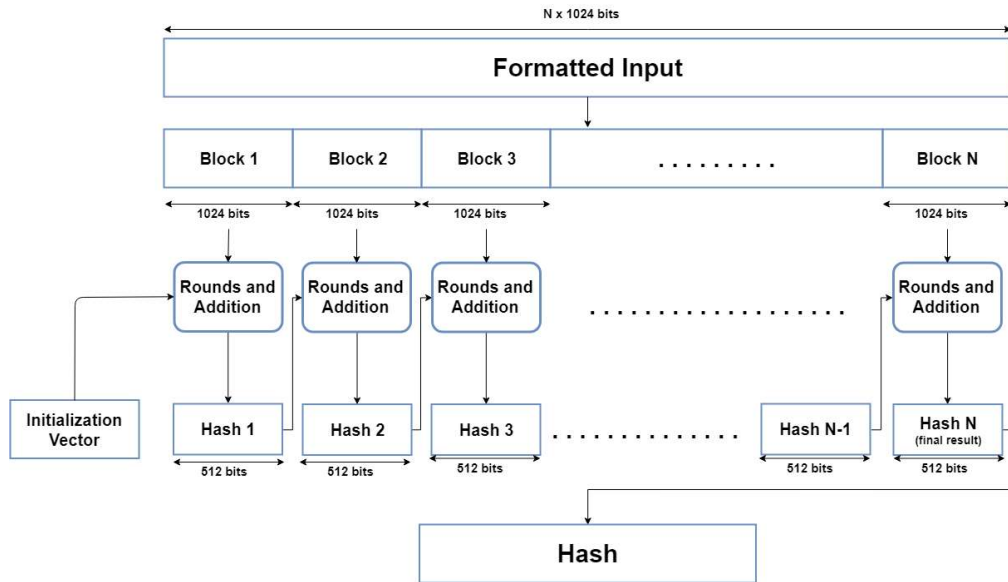 N x 1024 bits
Formatted Input
Block 1
Block 2
Block 3
. . . . . . . . .
Block N
1024 bits
1024 bits
1024 bits
1024 bits
Rounds and
Addition
Rounds and
Addition
Rounds and
Addition
. . . . . . . . . . . . . . . . . . .
Rounds and
Addition
Initialization
Vector
Hash 1
Hash 2
Hash 3
. . . . . . . . . . . . . .
Hash N-1
Hash N
(final result)
512 bits
512 bits
512 bits
512 bits
512 bits
Hash